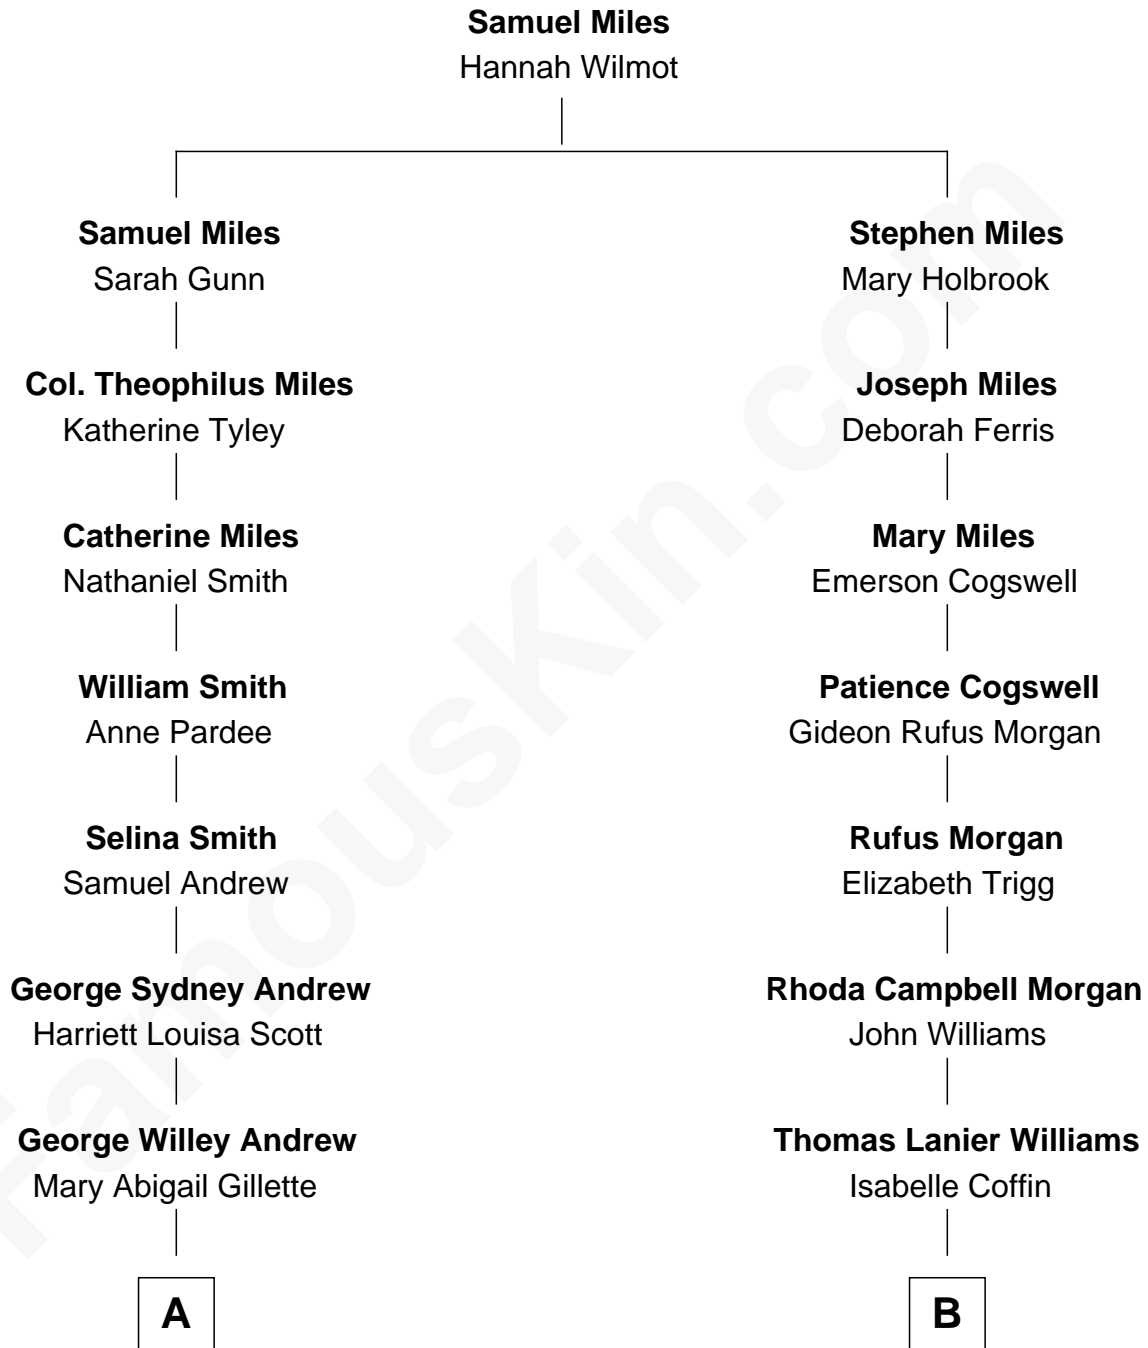 Samuel Miles
Hannah Wilmot
Samuel Miles
Sarah Gunn
Stephen Miles
Mary Holbrook
Col. Theophilus Miles
Katherine Tyley
Joseph Miles
Deborah Ferris
Catherine Miles
Nathaniel Smith
Mary Miles
Emerson Cogswell
William Smith
Anne Pardee
Patience Cogswell
Gideon Rufus Morgan
Selina Smith
Samuel Andrew
Rufus Morgan
Elizabeth Trigg
George Sydney Andrew
Harriett Louisa Scott
Rhoda Campbell Morgan
John Williams
George Willey Andrew
Mary Abigail Gillette
Thomas Lanier Williams
Isabelle Coffin
A
B
FamousKin.com